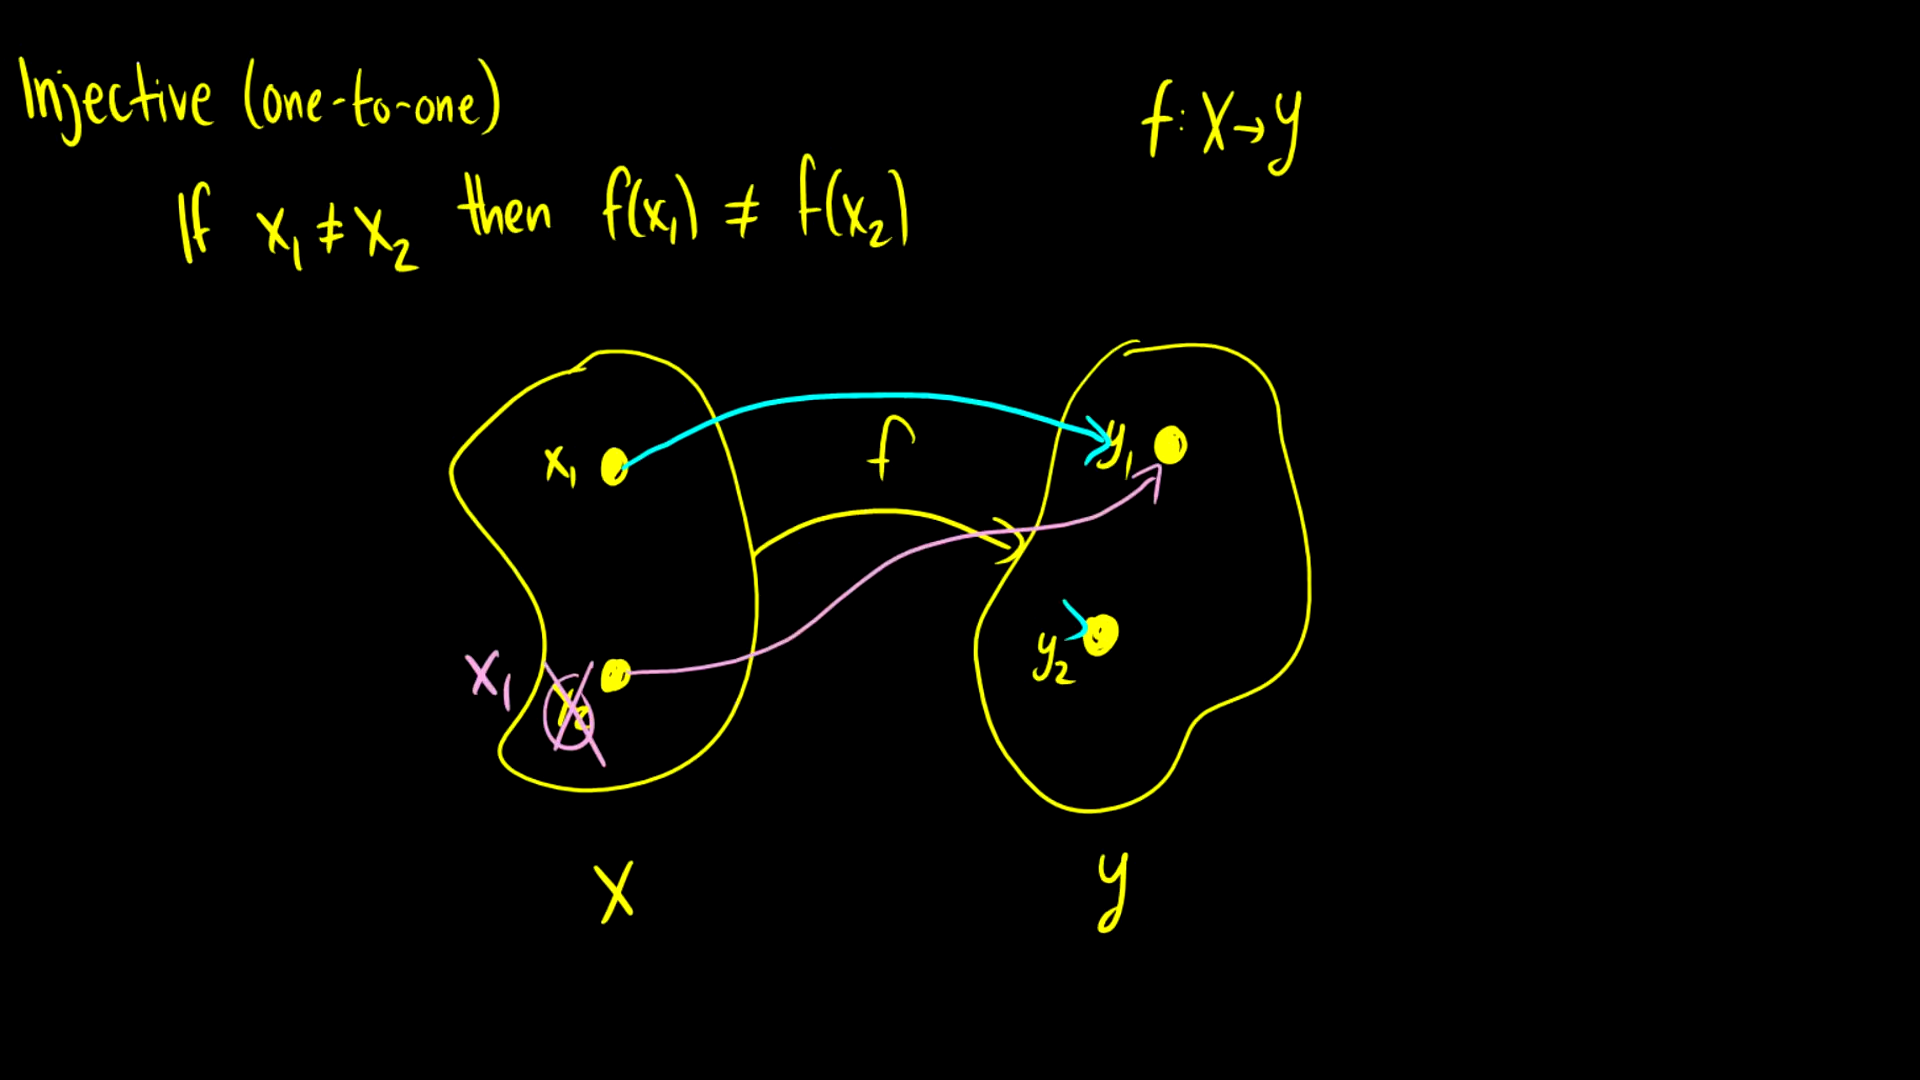 Injective (one-to-one)
f: X→y
If x₁ ≠ x₂ then f(x₁) ≠ f(x₂)
f
x₁
y₁
y₂
x₁
X
y